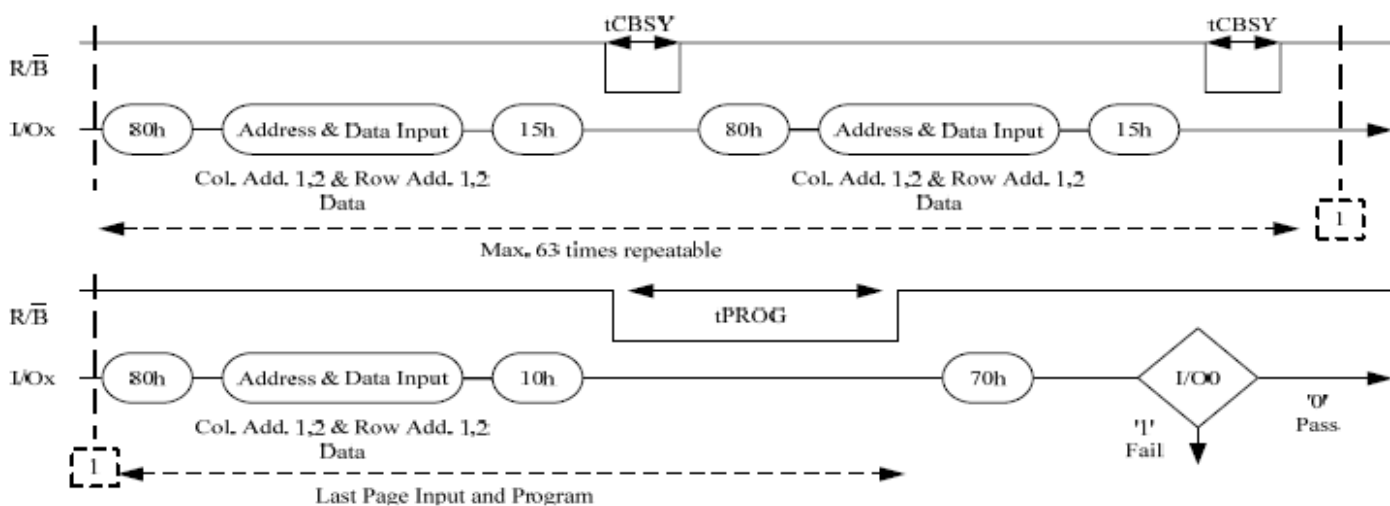 tCBSY tCBSY
R/B̅
I/Ox 80h Address & Data Input 15h 80h Address & Data Input 15h
Col. Add. 1,2 & Row Add. 1,2 Col. Add. 1,2 & Row Add. 1,2
Data Data
1
Max. 63 times repeatable
R/B̅ tPROG
I/Ox 80h Address & Data Input 10h 70h I/O0
'0'
Pass
'1'
Fail
Col. Add. 1,2 & Row Add. 1,2
Data
1
Last Page Input and Program